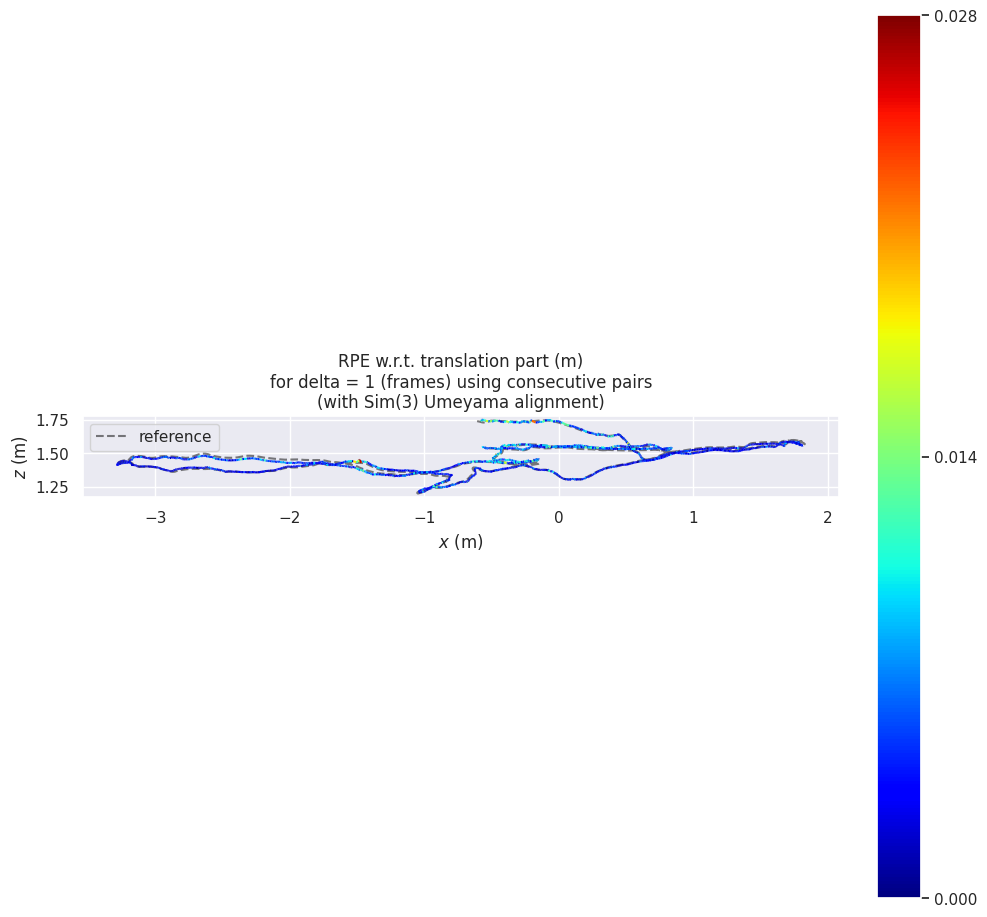 0.028
RPE w.r.t. translation part (m)
for delta = 1 (frames) using consecutive pairs
(with Sim(3) Umeyama alignment)
1.75
reference
1.50
z (m)
0.014
1.25
−3
−2
−1
0
1
2
x (m)
0.000